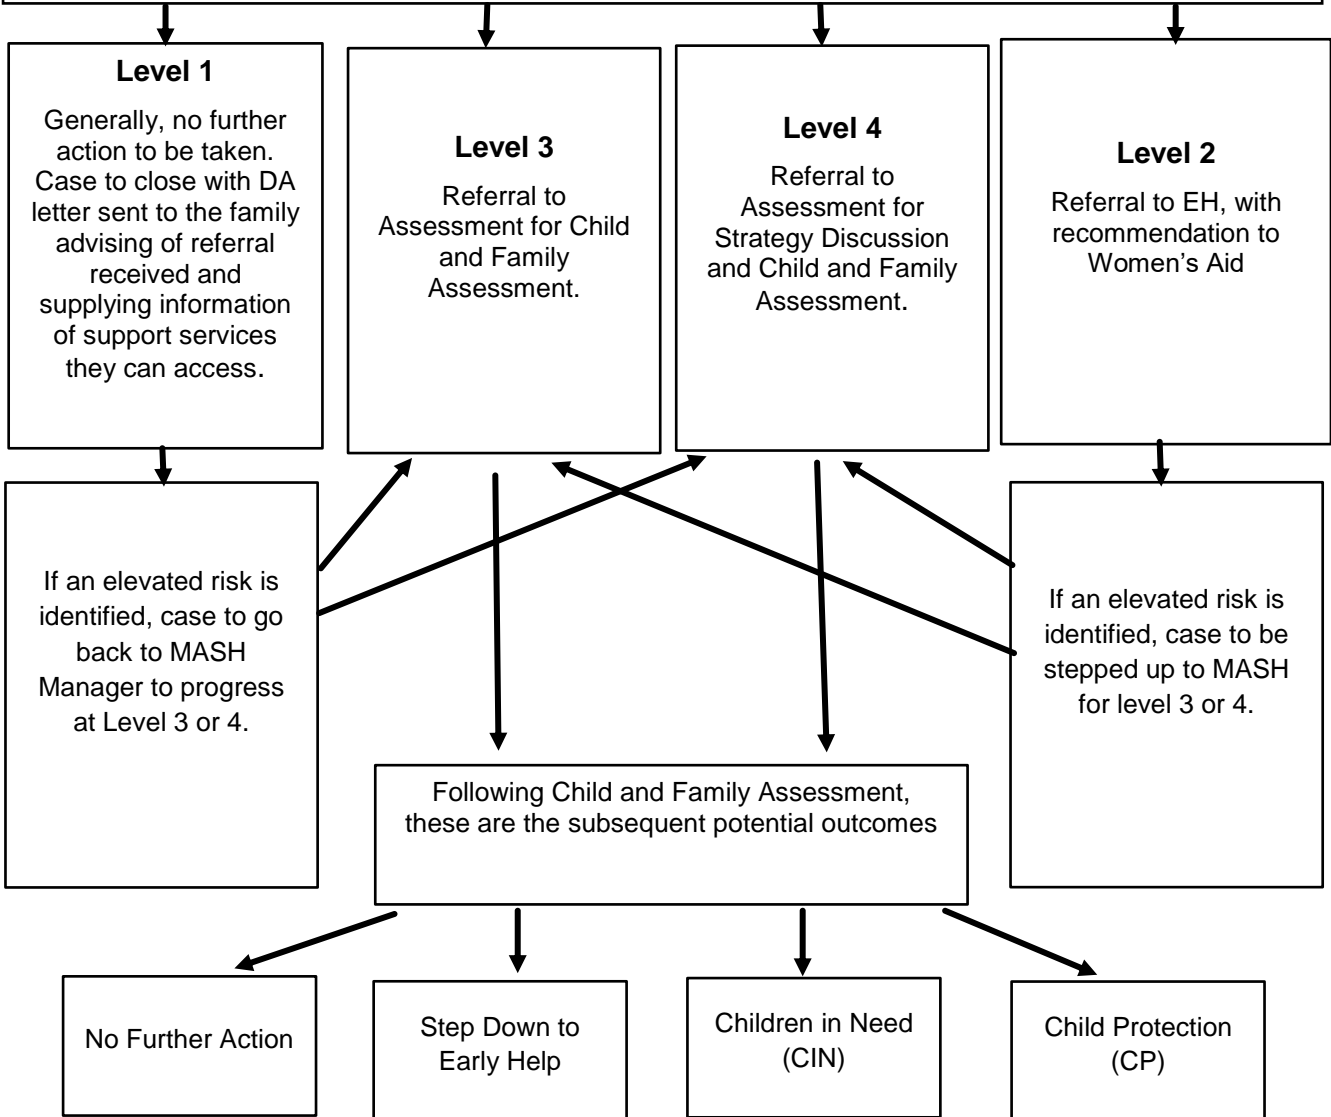 Level 1
Generally, no further
action to be taken.
Case to close with DA
letter sent to the family
advising of referral
received and
supplying information
of support services
they can access.
Level 3
Referral to
Assessment for Child
and Family
Assessment.
Level 4
Referral to
Assessment for
Strategy Discussion
and Child and Family
Assessment.
Level 2
Referral to EH, with
recommendation to
Women’s Aid
If an elevated risk is
identified, case to go
back to MASH
Manager to progress
at Level 3 or 4.
If an elevated risk is
identified, case to be
stepped up to MASH
for level 3 or 4.
Following Child and Family Assessment,
these are the subsequent potential outcomes
No Further Action
Step Down to
Early Help
Children in Need
(CIN)
Child Protection
(CP)